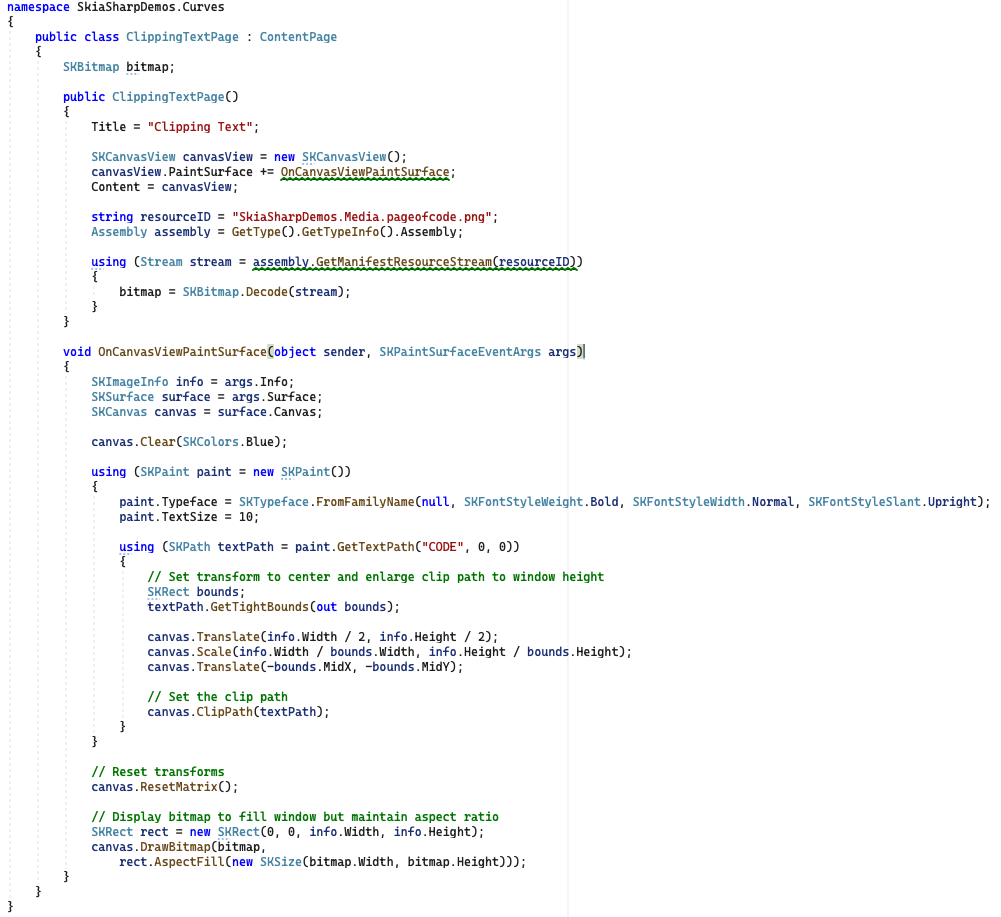 namespace SkiaSharpDemos.Curves
{
    public class ClippingTextPage : ContentPage
    {
        SKBitmap bitmap;

        public ClippingTextPage()
        {
            Title = "Clipping Text";

            SKCanvasView canvasView = new SKCanvasView();
            canvasView.PaintSurface += OnCanvasViewPaintSurface;
            Content = canvasView;

            string resourceID = "SkiaSharpDemos.Media.pageofcode.png";
            Assembly assembly = GetType().GetTypeInfo().Assembly;

            using (Stream stream = assembly.GetManifestResourceStream(resourceID))
            {
                bitmap = SKBitmap.Decode(stream);
            }
        }

        void OnCanvasViewPaintSurface(object sender, SKPaintSurfaceEventArgs args)
        {
            SKImageInfo info = args.Info;
            SKSurface surface = args.Surface;
            SKCanvas canvas = surface.Canvas;

            canvas.Clear(SKColors.Blue);

            using (SKPaint paint = new SKPaint())
            {
                paint.Typeface = SKTypeface.FromFamilyName(null, SKFontStyleWeight.Bold, SKFontStyleWidth.Normal, SKFontStyleSlant.Upright);
                paint.TextSize = 10;

                using (SKPath textPath = paint.GetTextPath("CODE", 0, 0))
                {
                    // Set transform to center and enlarge clip path to window height
                    SKRect bounds;
                    textPath.GetTightBounds(out bounds);

                    canvas.Translate(info.Width / 2, info.Height / 2);
                    canvas.Scale(info.Width / bounds.Width, info.Height / bounds.Height);
                    canvas.Translate(-bounds.MidX, -bounds.MidY);

                    // Set the clip path
                    canvas.ClipPath(textPath);
                }
            }

            // Reset transforms
            canvas.ResetMatrix();

            // Display bitmap to fill window but maintain aspect ratio
            SKRect rect = new SKRect(0, 0, info.Width, info.Height);
            canvas.DrawBitmap(bitmap,
                rect.AspectFill(new SKSize(bitmap.Width, bitmap.Height)));
        }
    }
}